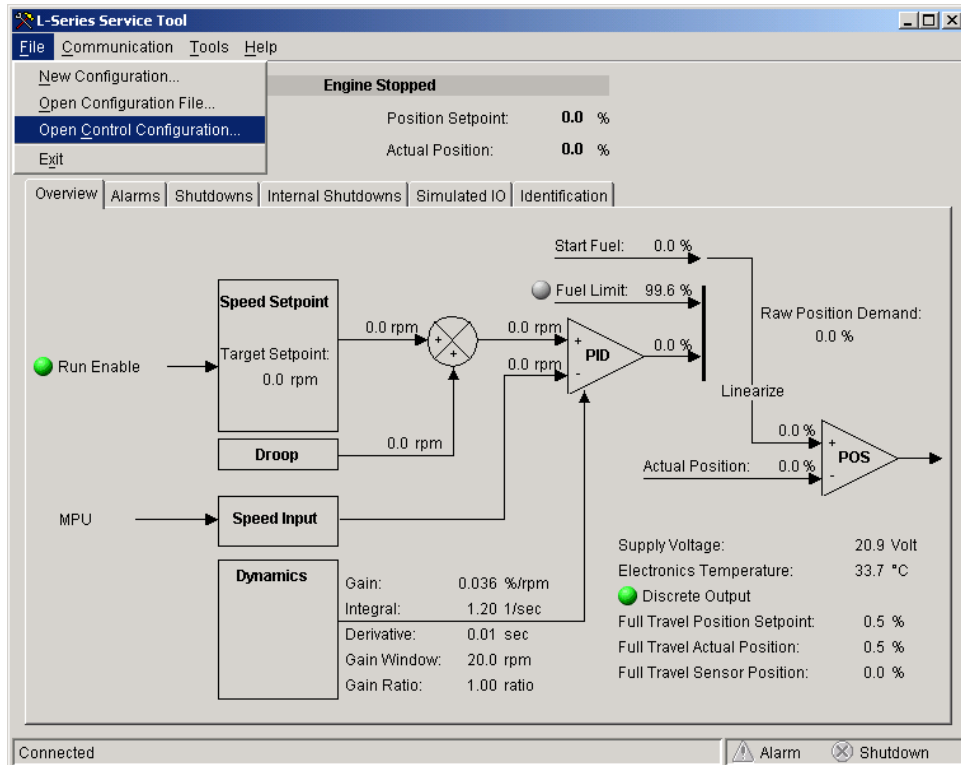 L-Series Service Tool
File Communication Tools Help
New Configuration...
Open Configuration File...
Open Control Configuration...
Exit
Engine Stopped
Position Setpoint: 0.0 %
Actual Position: 0.0 %
Overview Alarms Shutdowns Internal Shutdowns Simulated IO Identification
Start Fuel: 0.0 %
Fuel Limit: 99.6 %
Raw Position Demand:
0.0 %
Speed Setpoint
Target Setpoint:
0.0 rpm
Run Enable
0.0 rpm
+
+
0.0 rpm
0.0 rpm
+
-
PID
0.0 %
Linearize
Droop
0.0 rpm
0.0 %
Actual Position: 0.0 %
+
-
POS
MPU
Speed Input
Dynamics
Gain: 0.036 %/rpm
Integral: 1.20 1/sec
Derivative: 0.01 sec
Gain Window: 20.0 rpm
Gain Ratio: 1.00 ratio
Supply Voltage: 20.9 Volt
Electronics Temperature: 33.7 °C
Discrete Output
Full Travel Position Setpoint: 0.5 %
Full Travel Actual Position: 0.5 %
Full Travel Sensor Position: 0.0 %
Connected
Alarm
Shutdown